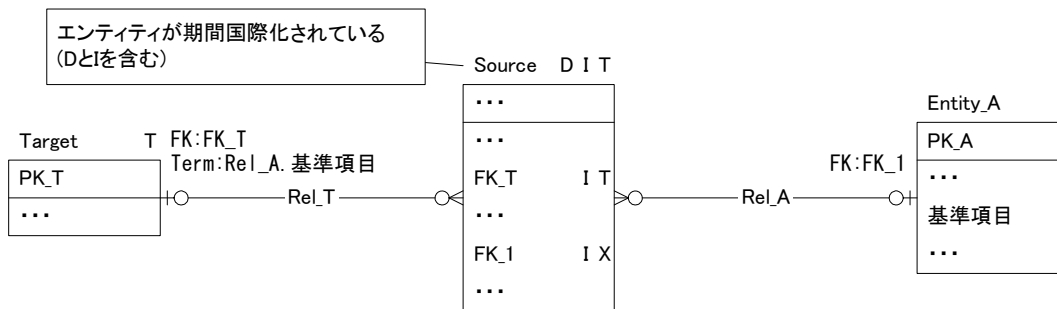 エンティティが期間国際化されている
(DとIを含む)
Source D I T
・・・
・・・
FK_T I T
・・・
FK_1 I X
・・・
Target T
PK_T
・・・
FK:FK_T
Term:Rel_A.基準項目
Rel_T
Rel_A
FK:FK_1
Entity_A
PK_A
・・・
基準項目
・・・